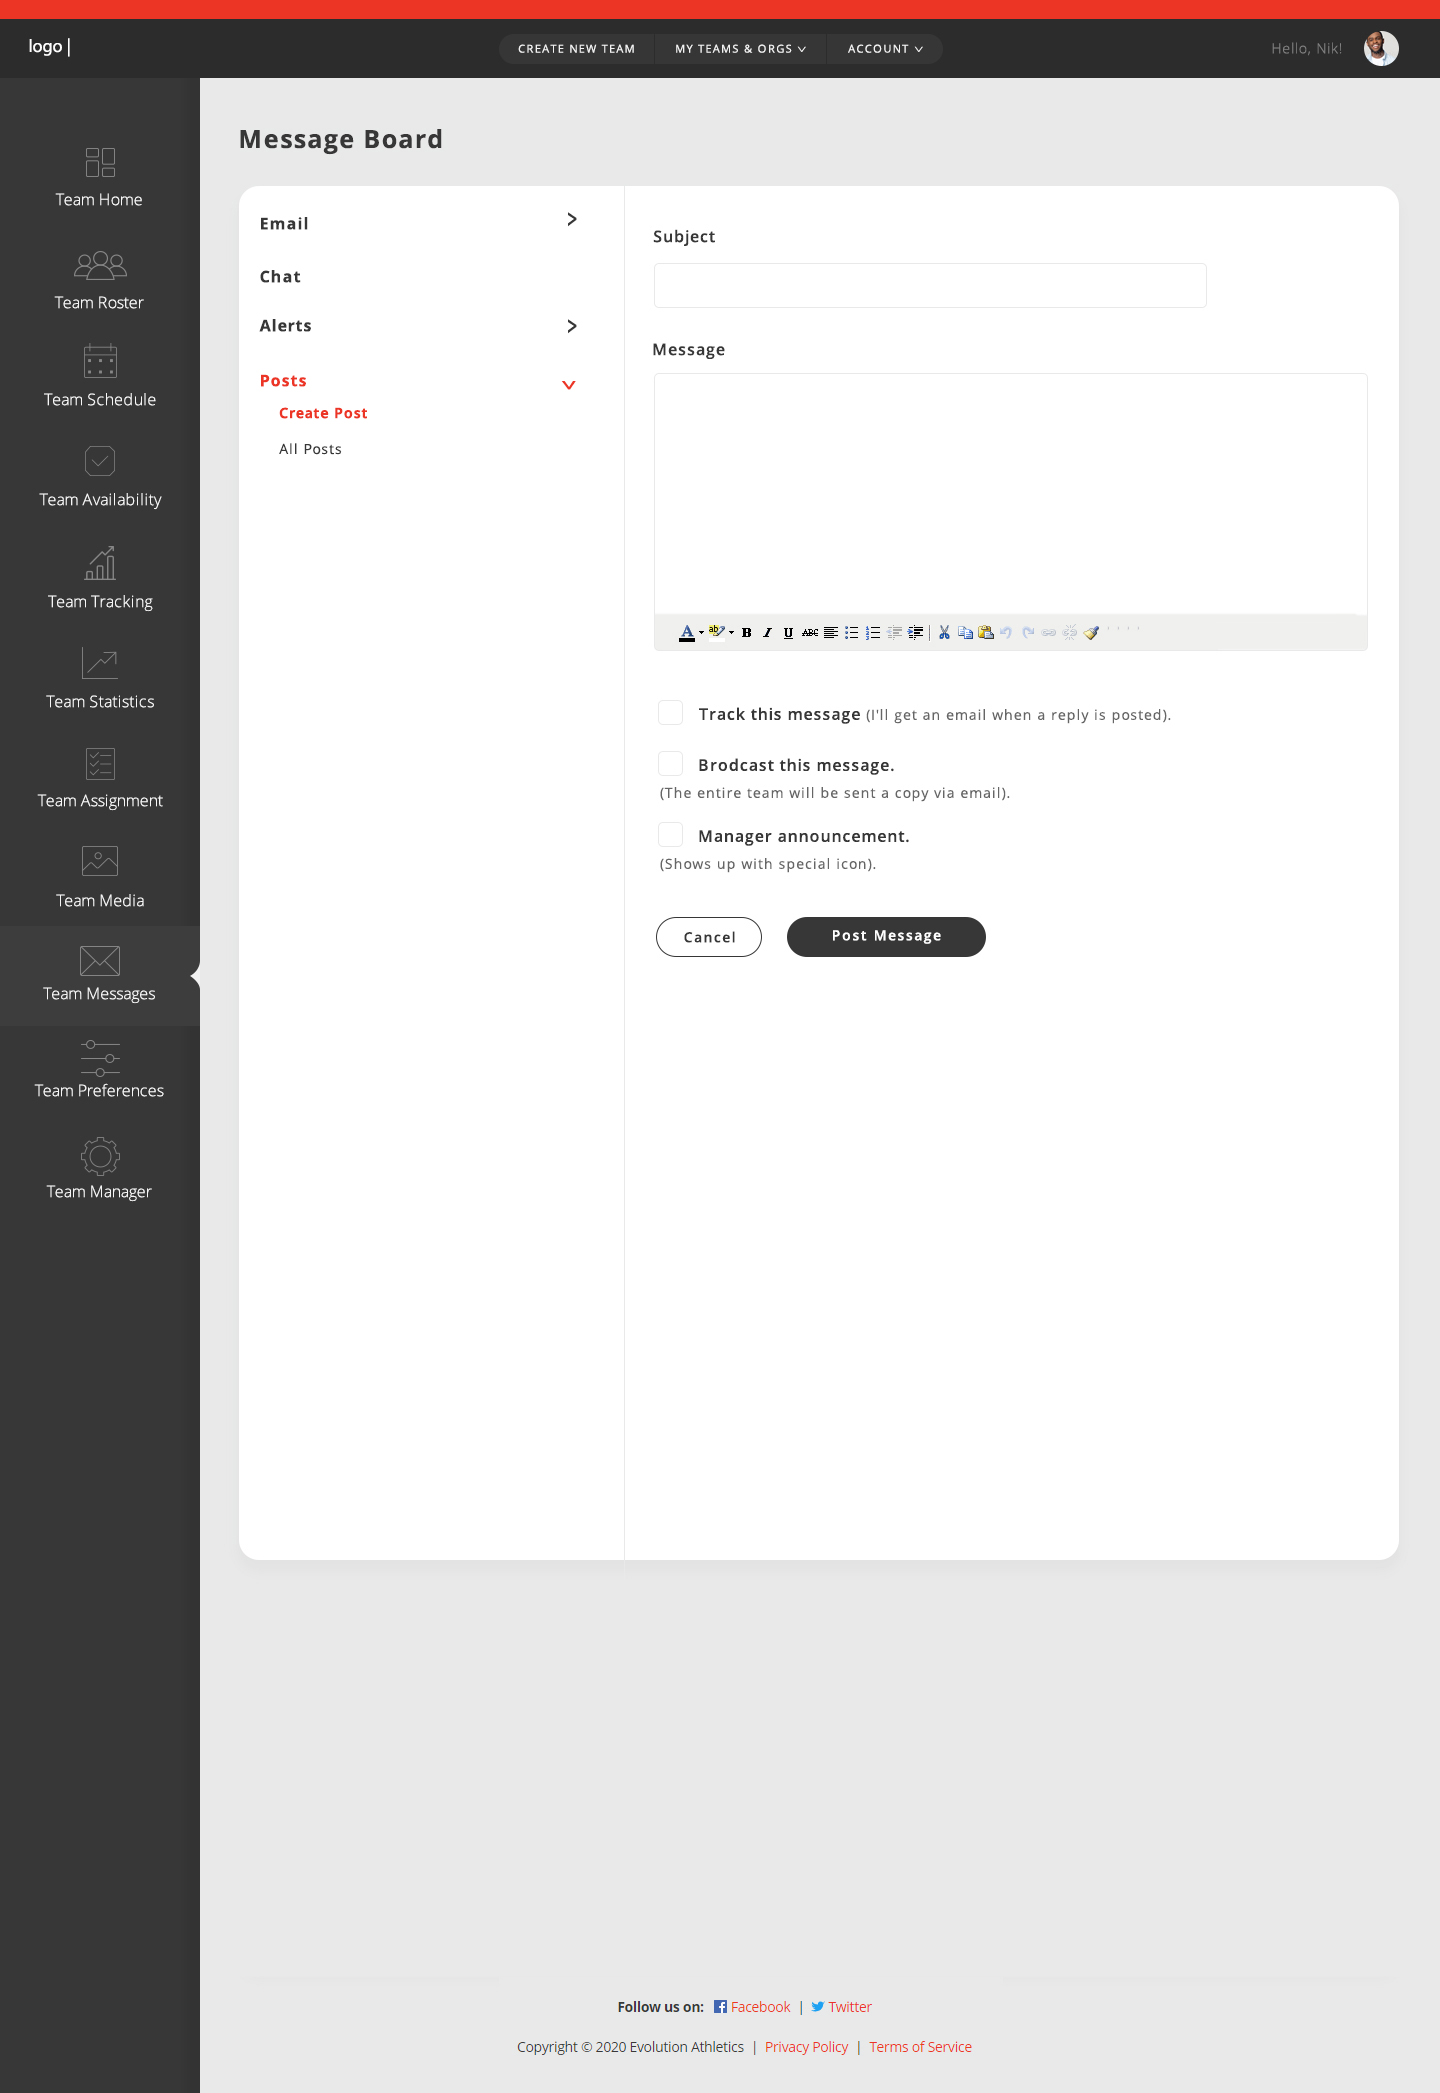 logo |
CREATE NEW TEAM
MY TEAMS & ORGS
ACCOUNT
Hello, Nik!
Team Home
Team Roster
Team Schedule
Team Availability
Team Tracking
Team Statistics
Team Assignment
Team Media
Team Messages
Team Preferences
Team Manager
Message Board
Email
Chat
Alerts
Posts
Create Post
All Posts
Subject
Message
A ab B I U ABC
Track this message (I'll get an email when a reply is posted).
Brodcast this message.
(The entire team will be sent a copy via email).
Manager announcement.
(Shows up with special icon).
Cancel
Post Message
Follow us on: Facebook | Twitter
Copyright © 2020 Evolution Athletics | Privacy Policy | Terms of Service